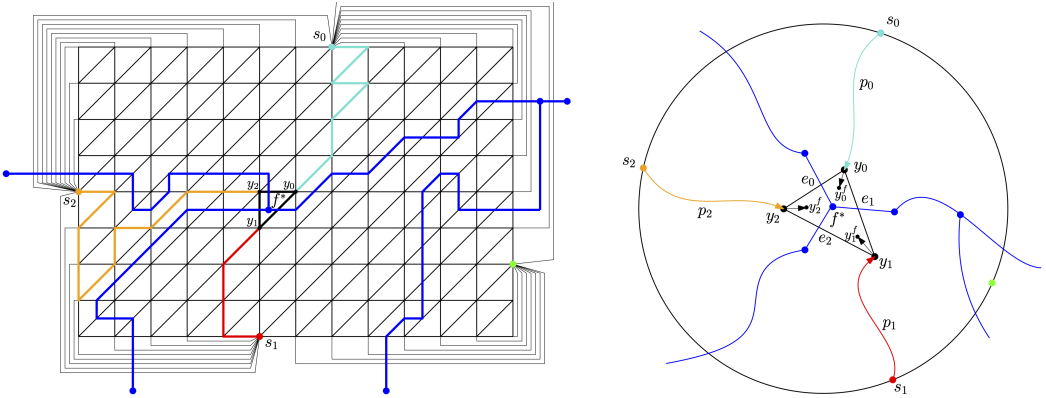 s₀
s₂
y₂
y₀
f*
y₁
s₁
s₀
p₀
s₂
y₀
e₀
y₀ᶠ
e₁
p₂
y₂
y₂ᶠ
f*
y₁ᶠ
e₂
y₁
p₁
s₁